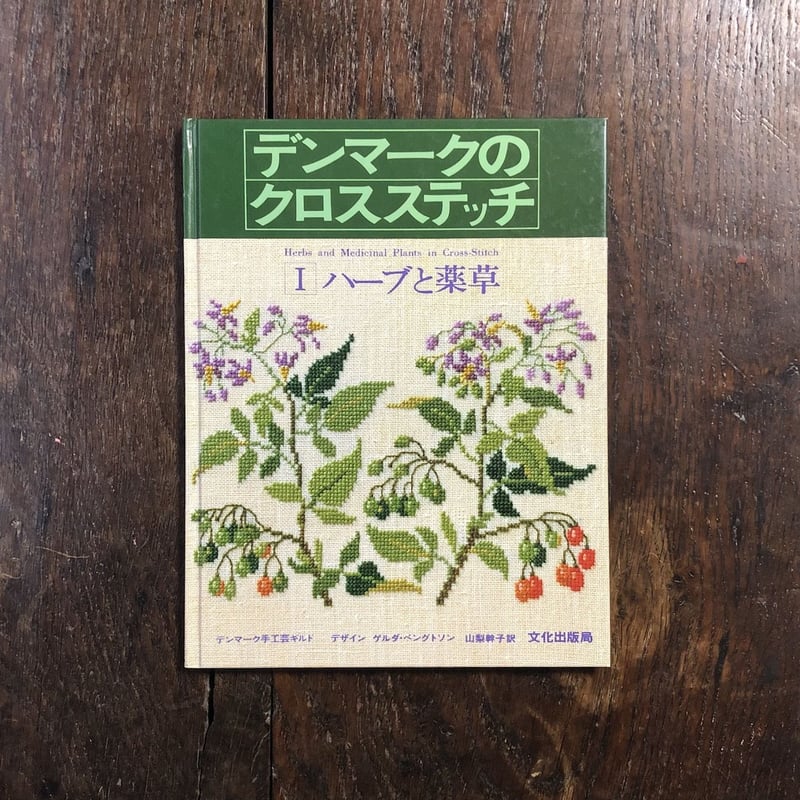 デンマークの
クロスステッチ
Herbs and Medicinal Plants in Cross-Stitch
I ハーブと薬草
デンマーク手工芸ギルド デザイン ゲルダ・ベングトソン 山梨幹子訳 文化出版局